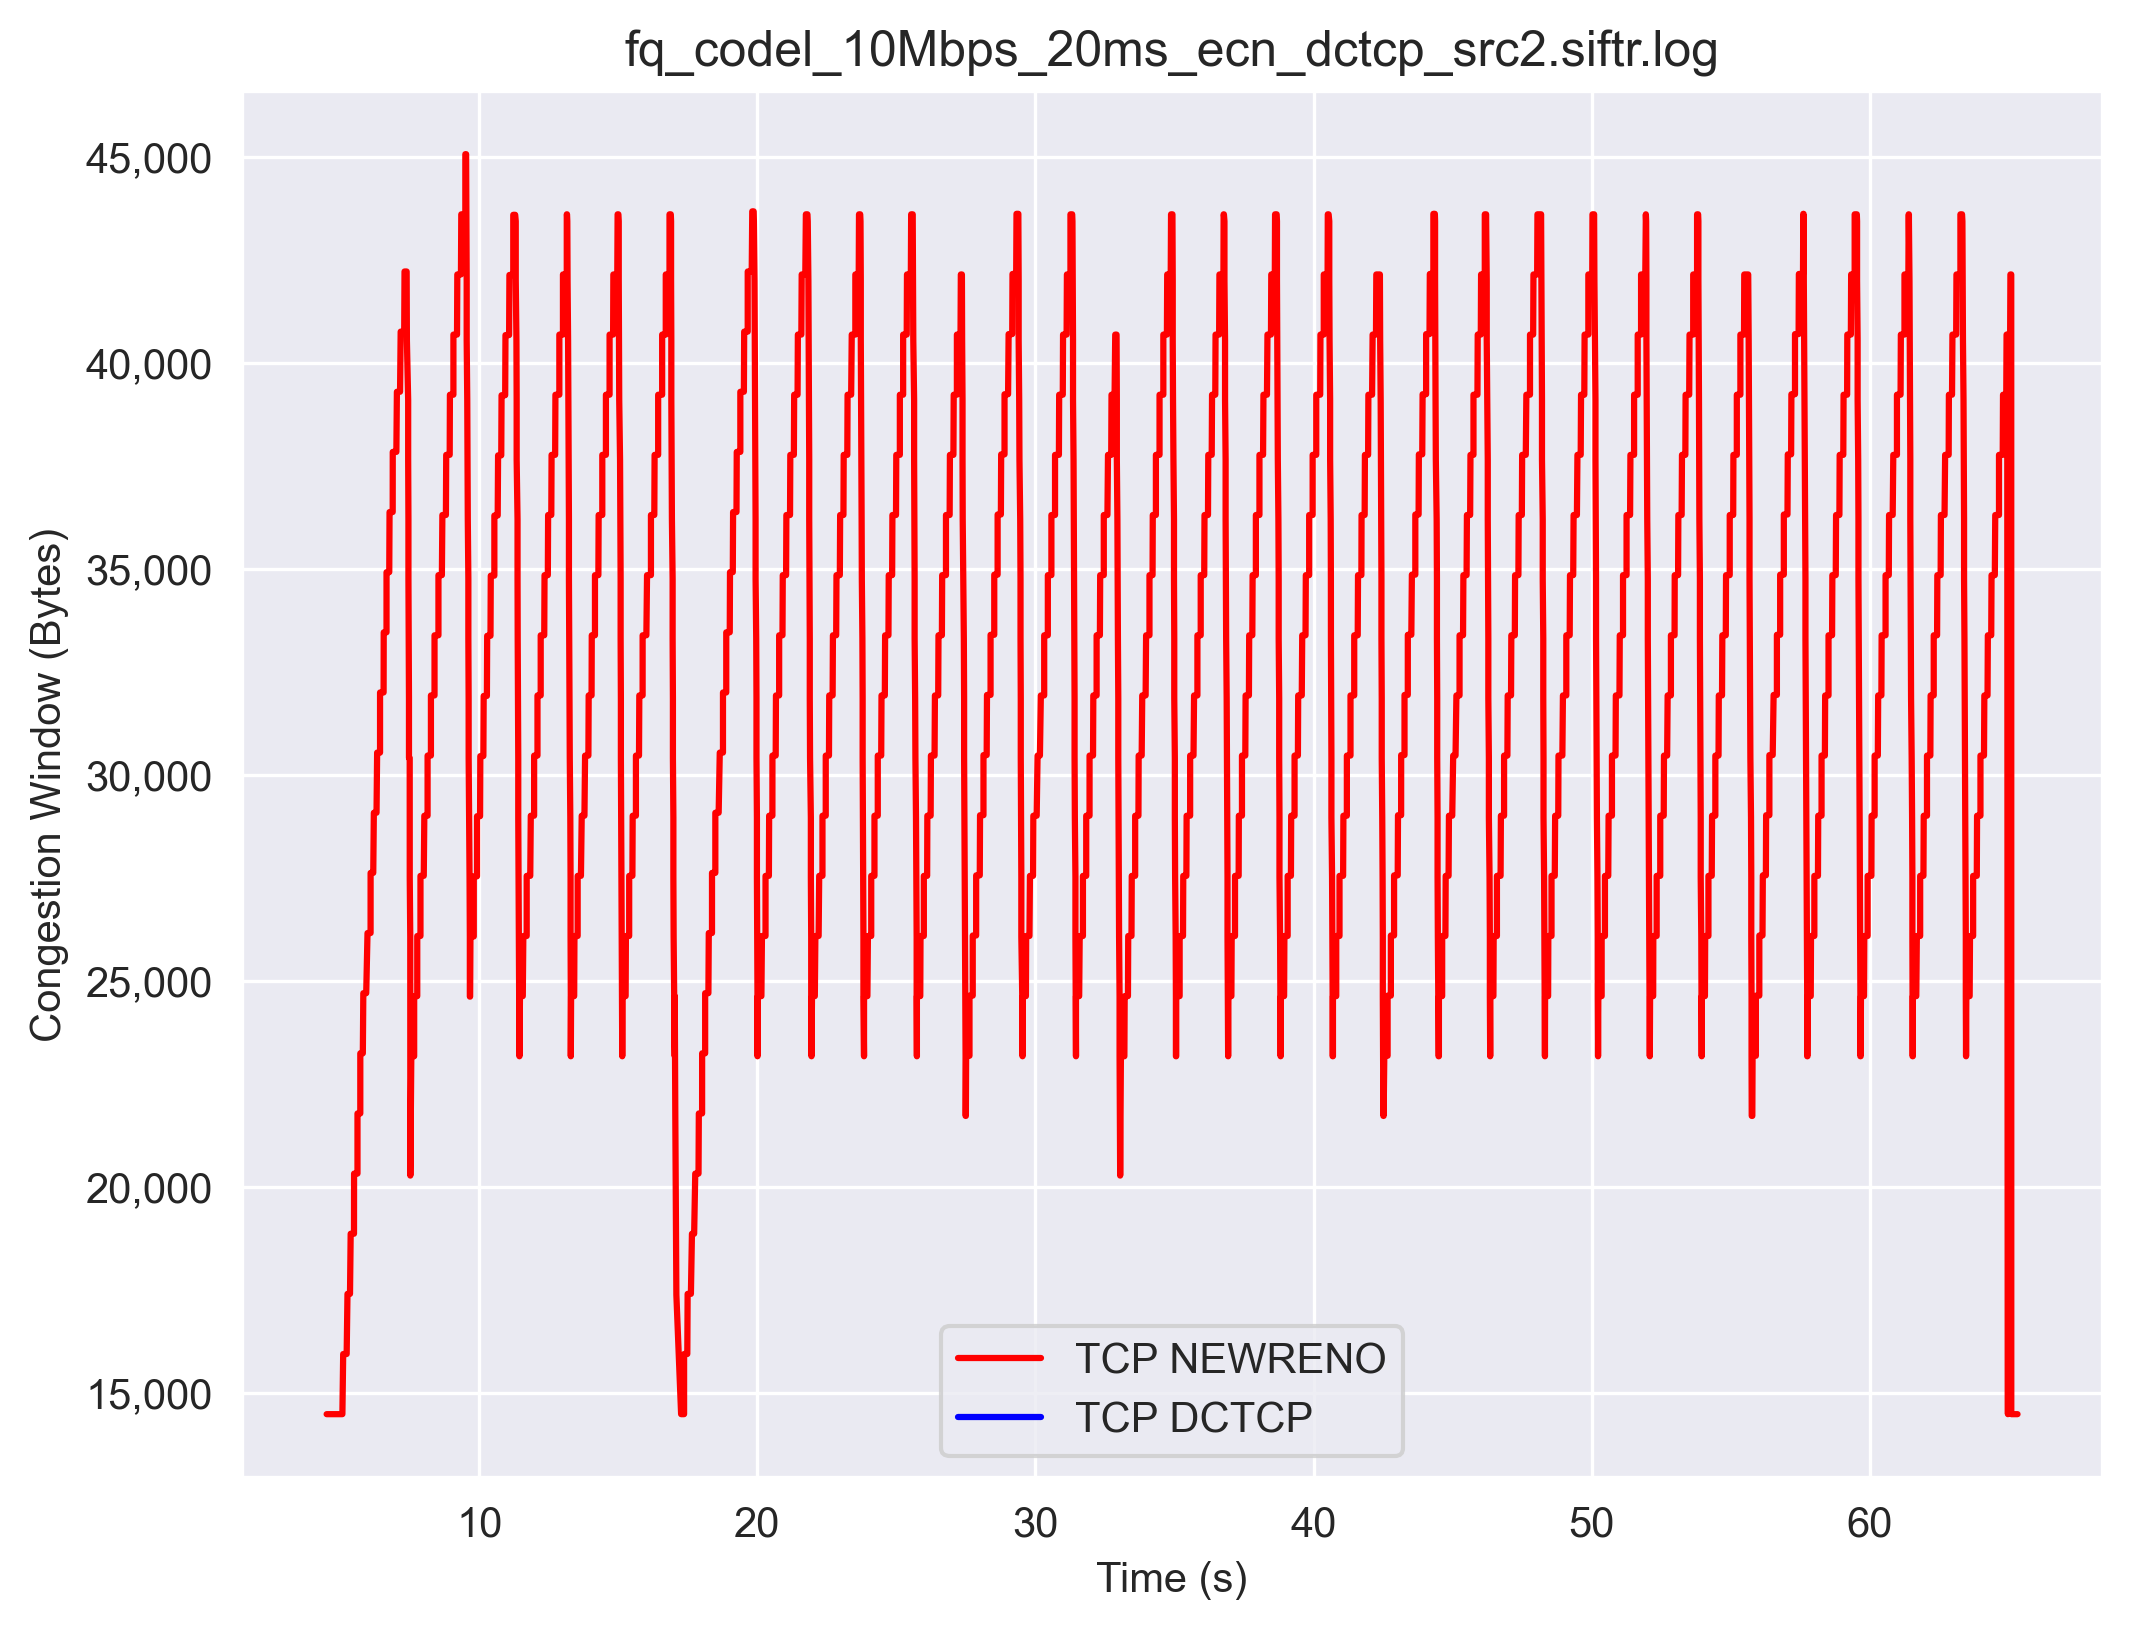 fq_codel_10Mbps_20ms_ecn_dctcp_src2.siftr.log
45,000
40,000
35,000
30,000
25,000
20,000
15,000
Congestion Window (Bytes)
TCP NEWRENO
TCP DCTCP
10 20 30 40 50 60
Time (s)